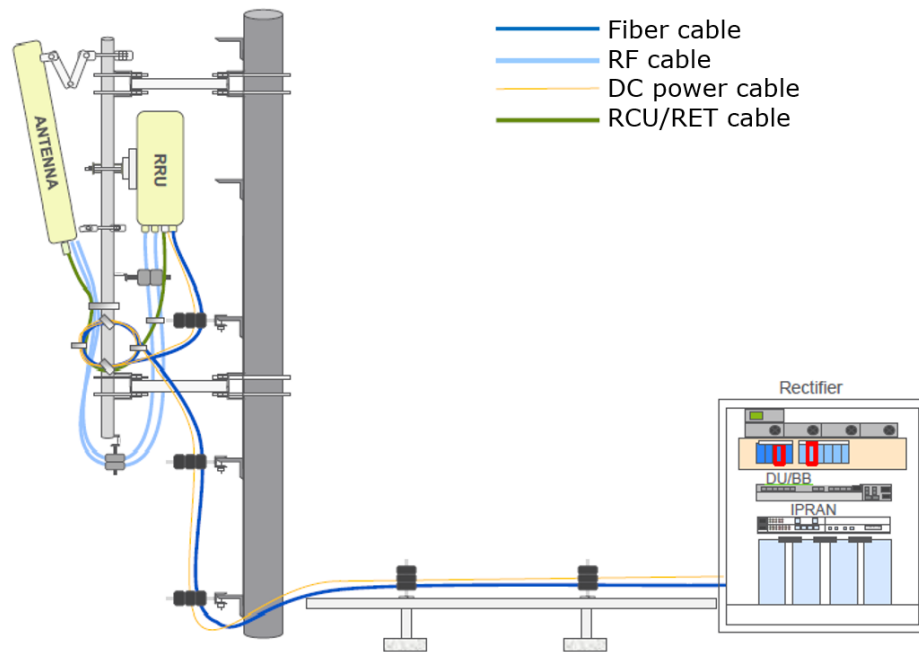 Fiber cable
RF cable
DC power cable
RCU/RET cable
ANTENNA
RRU
Rectifier
DU/BB
IPRAN